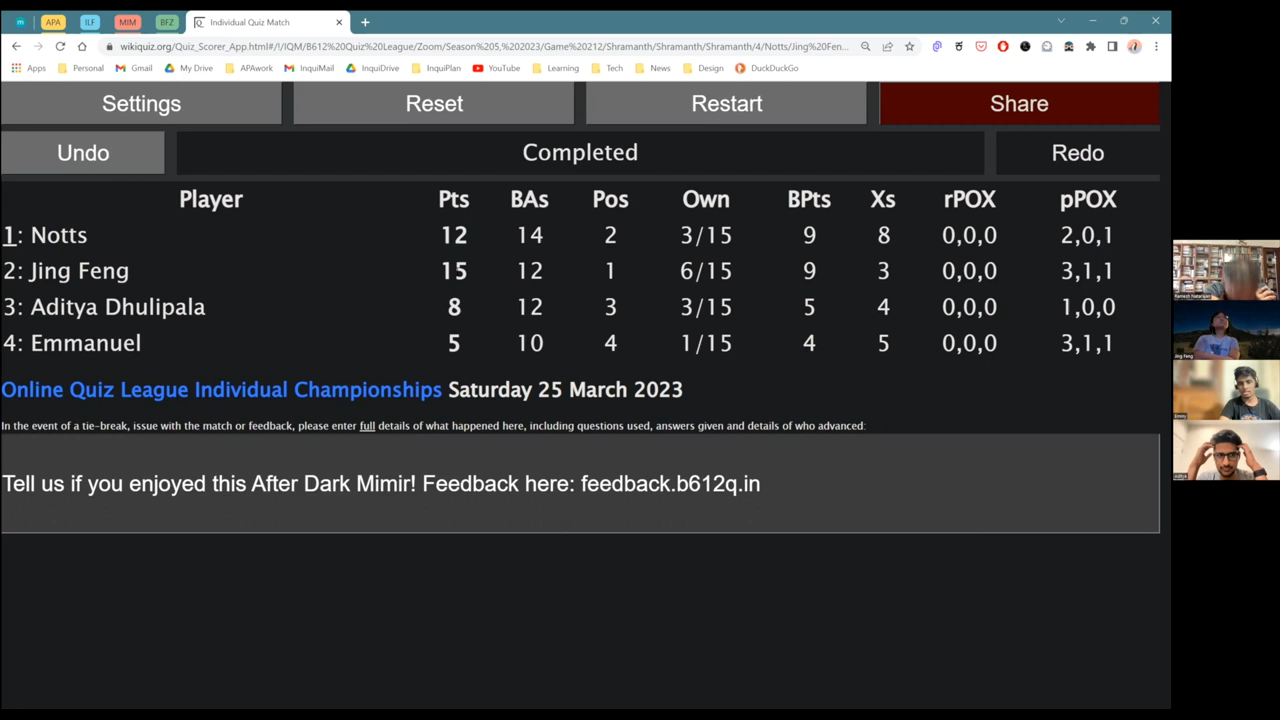 APA
ILF
MIM
BFZ
Individual Quiz Match
wikiquiz.org/Quiz_Scorer_App.html#/!/IQM/B612%20Quiz%20League/Zoom/Season%205,%202023/Game%20212/Shramanth/Shramanth/Shramanth/4/Notts/Jing%20Fen...
Apps Personal Gmail My Drive APAwork InquiMail InquiDrive InquiPlan YouTube Learning Tech News Design DuckDuckGo
Settings Reset Restart Share
Undo Completed Redo
Player Pts BAs Pos Own BPts Xs rPOX pPOX
1: Notts 12 14 2 3/15 9 8 0,0,0 2,0,1
2: Jing Feng 15 12 1 6/15 9 3 0,0,0 3,1,1
3: Aditya Dhulipala 8 12 3 3/15 5 4 0,0,0 1,0,0
4: Emmanuel 5 10 4 1/15 4 5 0,0,0 3,1,1
Online Quiz League Individual Championships Saturday 25 March 2023
In the event of a tie-break, issue with the match or feedback, please enter full details of what happened here, including questions used, answers given and details of who advanced:
Tell us if you enjoyed this After Dark Mimir! Feedback here: feedback.b612q.in
Ramesh Natarajan
Jing Feng